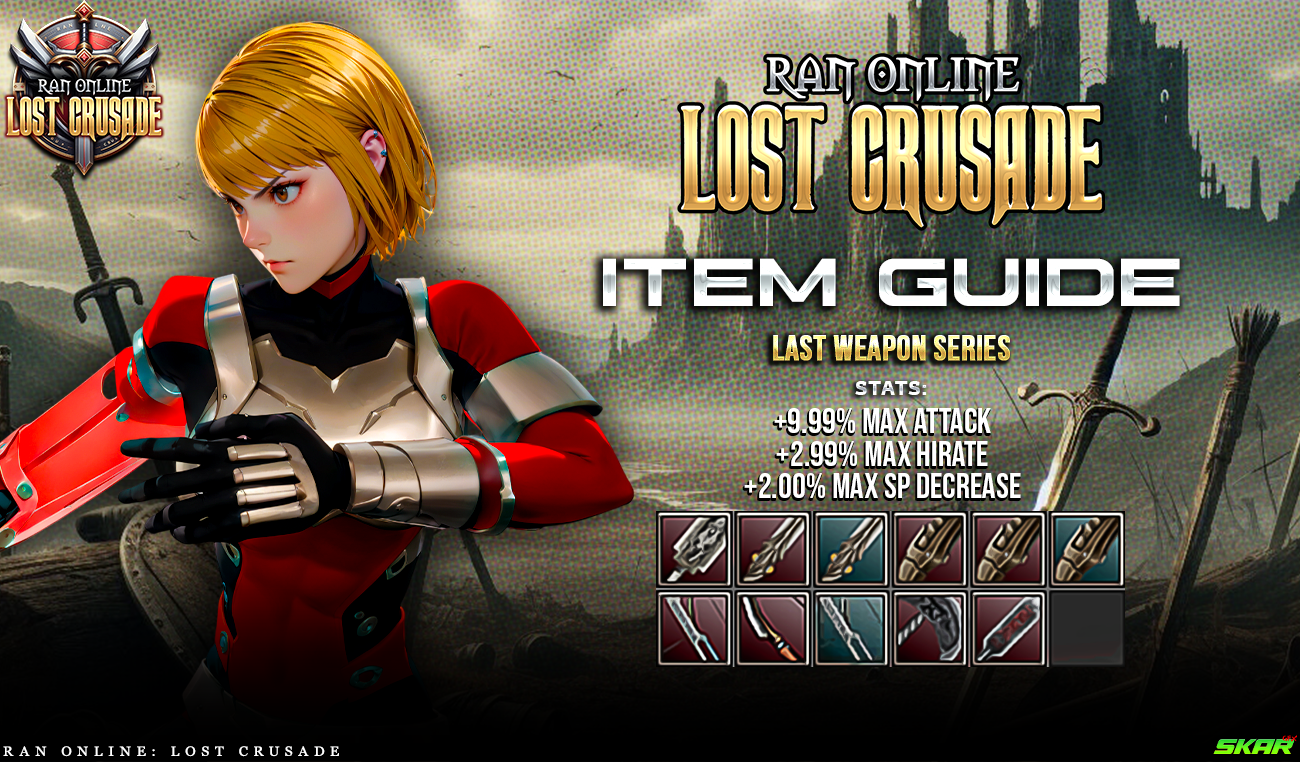 RAN ONLINE
LOST CRUSADE
RAN ONLINE
LOST CRUSADE
ITEM GUIDE
LAST WEAPON SERIES
STATS:
+9.99% MAX ATTACK
+2.99% MAX HIRATE
+2.00% MAX SP DECREASE
RAN ONLINE: LOST CRUSADE
SKAR